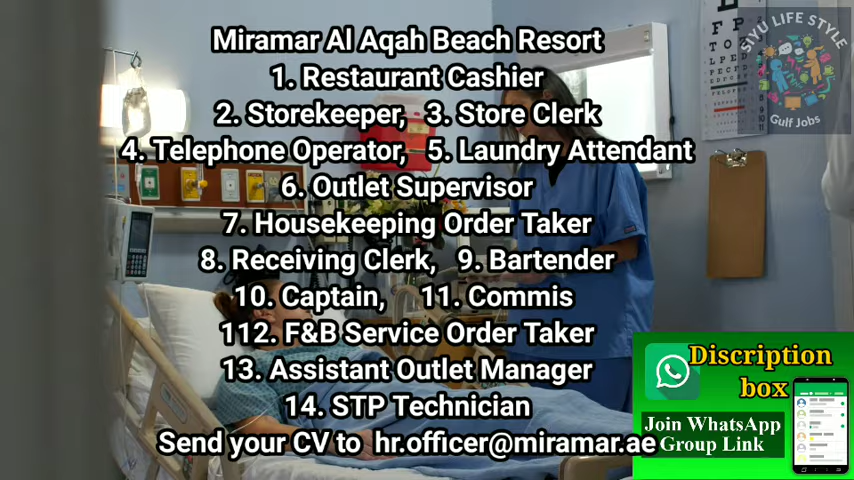 Miramar Al Aqah Beach Resort
1. Restaurant Cashier
2. Storekeeper, 3. Store Clerk
4. Telephone Operator, 5. Laundry Attendant
6. Outlet Supervisor
7. Housekeeping Order Taker
8. Receiving Clerk, 9. Bartender
10. Captain, 11. Commis
112. F&B Service Order Taker
13. Assistant Outlet Manager
14. STP Technician
Send your CV to hr.officer@miramar.ae
SIYU LIFE STYLE
Gulf Jobs
Discription
box
Join WhatsApp
Group Link